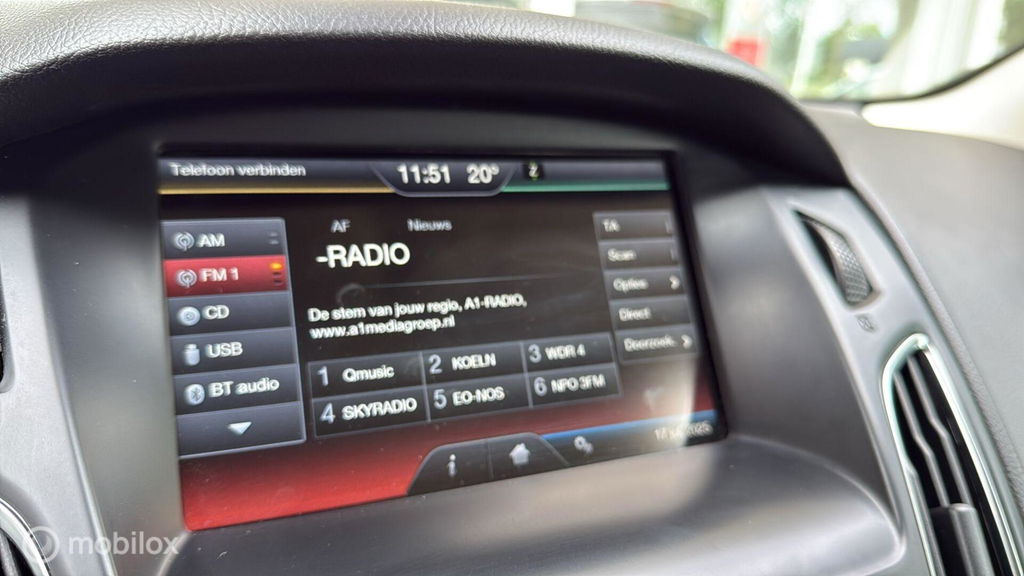 Telefoon verbinden
11:51 20° Z
AF Nieuws
-RADIO
De stem van jouw regio, A1-RADIO,
www.a1mediagroep.nl
AM
FM 1
CD
USB
BT audio
TA
Scan
Opties
Direct
Doorzoek
1 Qmusic
2 KOELN
3 WDR 4
4 SKYRADIO
5 EO-NOS
6 NPO 3FM
mobilox